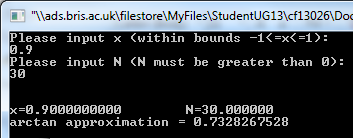 "\\ads.bris.ac.uk\filestore\MyFiles\StudentUG13\cf13026\Doc
Please input x (within bounds -1<=x<=1):
0.9
Please input N (N must be greater than 0):
30
x=0.9000000000 N=30.000000
arctan approximation = 0.7328267528